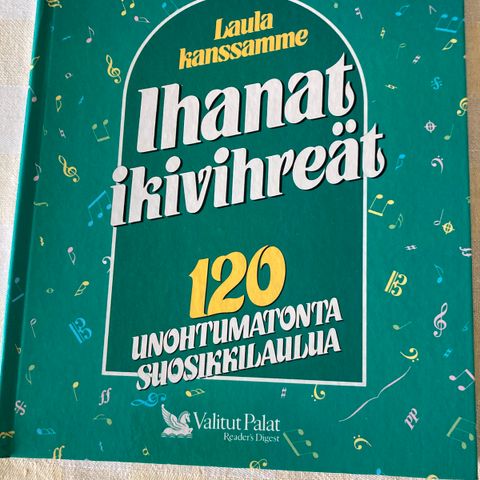 Laula
kanssamme
Ihanat
ikivihreät
120
UNOHTUMATONTA
SUOSIKKILAULUA
Valitut Palat
Reader's Digest